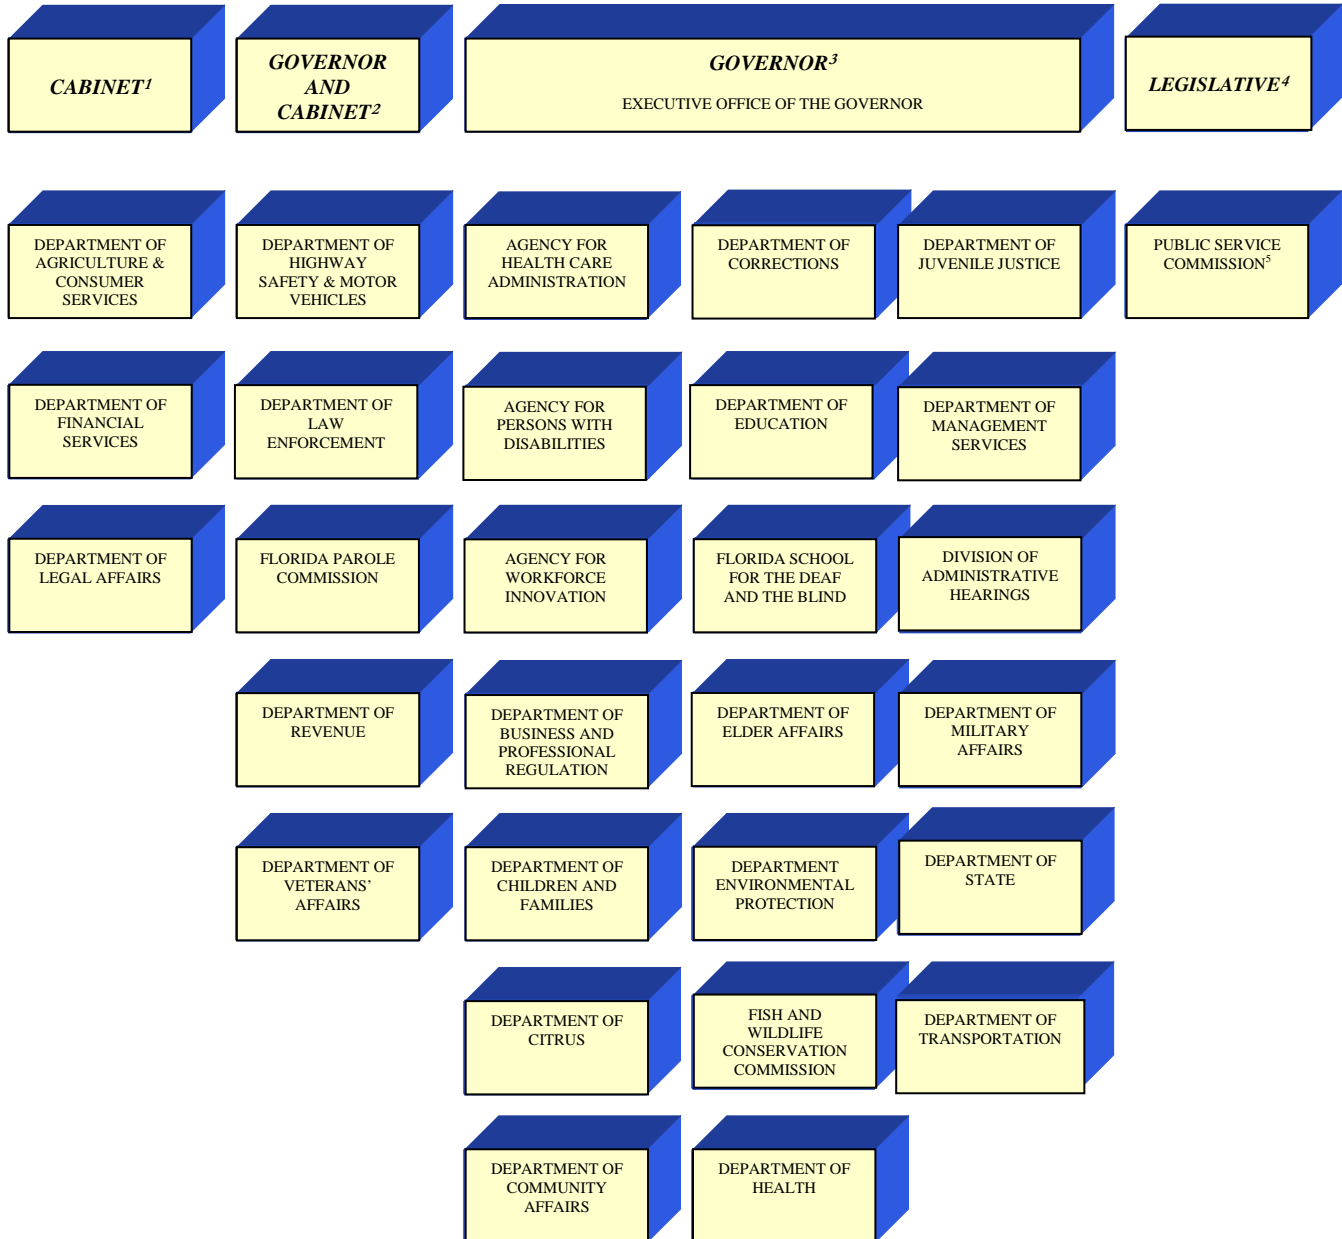 CABINET¹
GOVERNOR
AND
CABINET²
GOVERNOR³
EXECUTIVE OFFICE OF THE GOVERNOR
LEGISLATIVE⁴
DEPARTMENT OF
AGRICULTURE &
CONSUMER
SERVICES
DEPARTMENT OF
HIGHWAY
SAFETY & MOTOR
VEHICLES
AGENCY FOR
HEALTH CARE
ADMINISTRATION
DEPARTMENT OF
CORRECTIONS
DEPARTMENT OF
JUVENILE JUSTICE
PUBLIC SERVICE
COMMISSION⁵
DEPARTMENT OF
FINANCIAL
SERVICES
DEPARTMENT OF
LAW
ENFORCEMENT
AGENCY FOR
PERSONS WITH
DISABILITIES
DEPARTMENT OF
EDUCATION
DEPARTMENT OF
MANAGEMENT
SERVICES
DEPARTMENT OF
LEGAL AFFAIRS
FLORIDA PAROLE
COMMISSION
AGENCY FOR
WORKFORCE
INNOVATION
FLORIDA SCHOOL
FOR THE DEAF
AND THE BLIND
DIVISION OF
ADMINISTRATIVE
HEARINGS
DEPARTMENT OF
REVENUE
DEPARTMENT OF
BUSINESS AND
PROFESSIONAL
REGULATION
DEPARTMENT OF
ELDER AFFAIRS
DEPARTMENT OF
MILITARY
AFFAIRS
DEPARTMENT OF
VETERANS’
AFFAIRS
DEPARTMENT OF
CHILDREN AND
FAMILIES
DEPARTMENT
ENVIRONMENTAL
PROTECTION
DEPARTMENT OF
STATE
DEPARTMENT OF
CITRUS
FISH AND
WILDLIFE
CONSERVATION
COMMISSION
DEPARTMENT OF
TRANSPORTATION
DEPARTMENT OF
COMMUNITY
AFFAIRS
DEPARTMENT OF
HEALTH